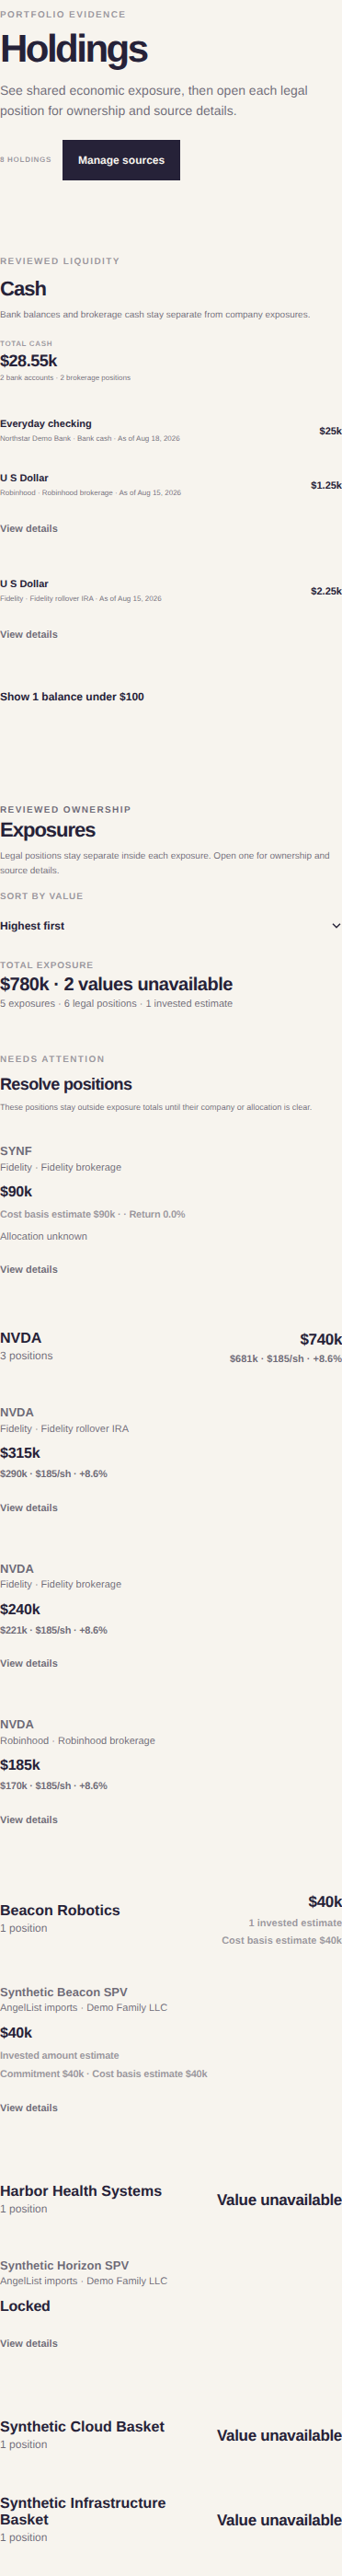 PORTFOLIO EVIDENCE
Holdings
See shared economic exposure, then open each legal
position for ownership and source details.
8 HOLDINGS
Manage sources
REVIEWED LIQUIDITY
Cash
Bank balances and brokerage cash stay separate from company exposures.
TOTAL CASH
$28.55k
2 bank accounts · 2 brokerage positions
Everyday checking
$25k
Northstar Demo Bank · Bank cash · As of Aug 18, 2026
U S Dollar
$1.25k
Robinhood · Robinhood brokerage · As of Aug 15, 2026
View details
U S Dollar
$2.25k
Fidelity · Fidelity rollover IRA · As of Aug 15, 2026
View details
Show 1 balance under $100
REVIEWED OWNERSHIP
Exposures
Legal positions stay separate inside each exposure. Open one for ownership and
source details.
SORT BY VALUE
Highest first
TOTAL EXPOSURE
$780k · 2 values unavailable
5 exposures · 6 legal positions · 1 invested estimate
NEEDS ATTENTION
Resolve positions
These positions stay outside exposure totals until their company or allocation is clear.
SYNF
Fidelity · Fidelity brokerage
$90k
Cost basis estimate $90k · · Return 0.0%
Allocation unknown
View details
NVDA
$740k
3 positions
$681k · $185/sh · +8.6%
NVDA
Fidelity · Fidelity rollover IRA
$315k
$290k · $185/sh · +8.6%
View details
NVDA
Fidelity · Fidelity brokerage
$240k
$221k · $185/sh · +8.6%
View details
NVDA
Robinhood · Robinhood brokerage
$185k
$170k · $185/sh · +8.6%
View details
Beacon Robotics
1 position
$40k
1 invested estimate
Cost basis estimate $40k
Synthetic Beacon SPV
AngelList imports · Demo Family LLC
$40k
Invested amount estimate
Commitment $40k · Cost basis estimate $40k
View details
Harbor Health Systems
1 position
Value unavailable
Synthetic Horizon SPV
AngelList imports · Demo Family LLC
Locked
View details
Synthetic Cloud Basket
1 position
Value unavailable
Synthetic Infrastructure
Basket
1 position
Value unavailable